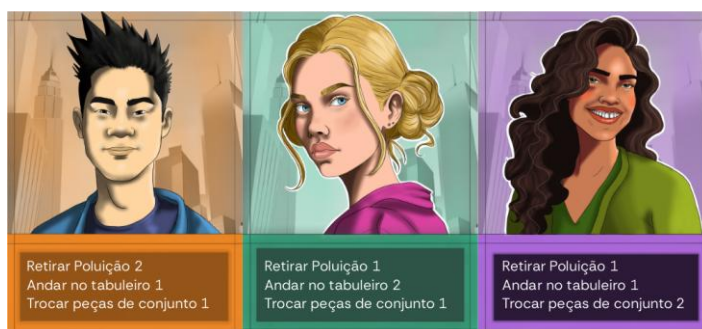 Retirar Poluição 2
Andar no tabuleiro 1
Trocar peças de conjunto 1
Retirar Poluição 1
Andar no tabuleiro 2
Trocar peças de conjunto 1
Retirar Poluição 1
Andar no tabuleiro 1
Trocar peças de conjunto 2